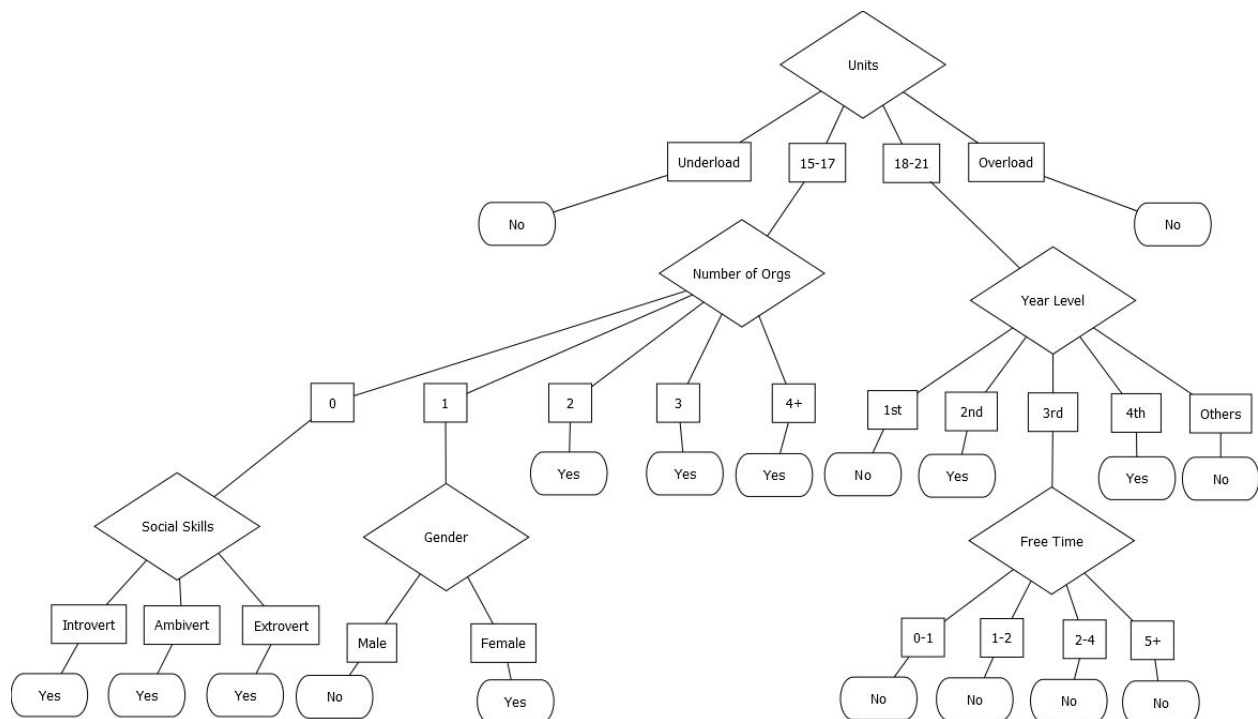 Units
Underload
15-17
18-21
Overload
No
No
Number of Orgs
Year Level
0
1
2
3
4+
1st
2nd
3rd
4th
Others
Yes
Yes
Yes
No
Yes
Yes
No
Social Skills
Gender
Free Time
Introvert
Ambivert
Extrovert
Male
Female
0-1
1-2
2-4
5+
Yes
Yes
Yes
No
Yes
No
No
No
No